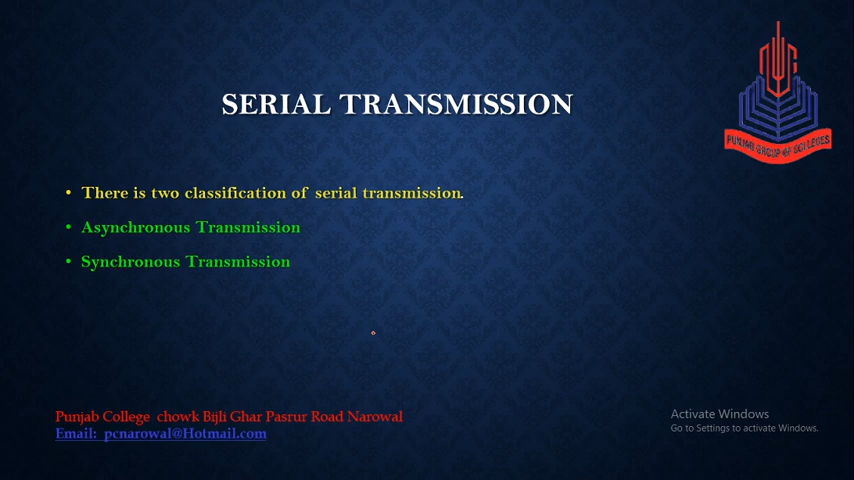 SERIAL TRANSMISSION
PUNJAB GROUP OF COLLEGES
• There is two classification of serial transmission.
• Asynchronous Transmission
• Synchronous Transmission
Punjab College chowk Bijli Ghar Pasrur Road Narowal
Email: pcnarowal@Hotmail.com
Activate Windows
Go to Settings to activate Windows.